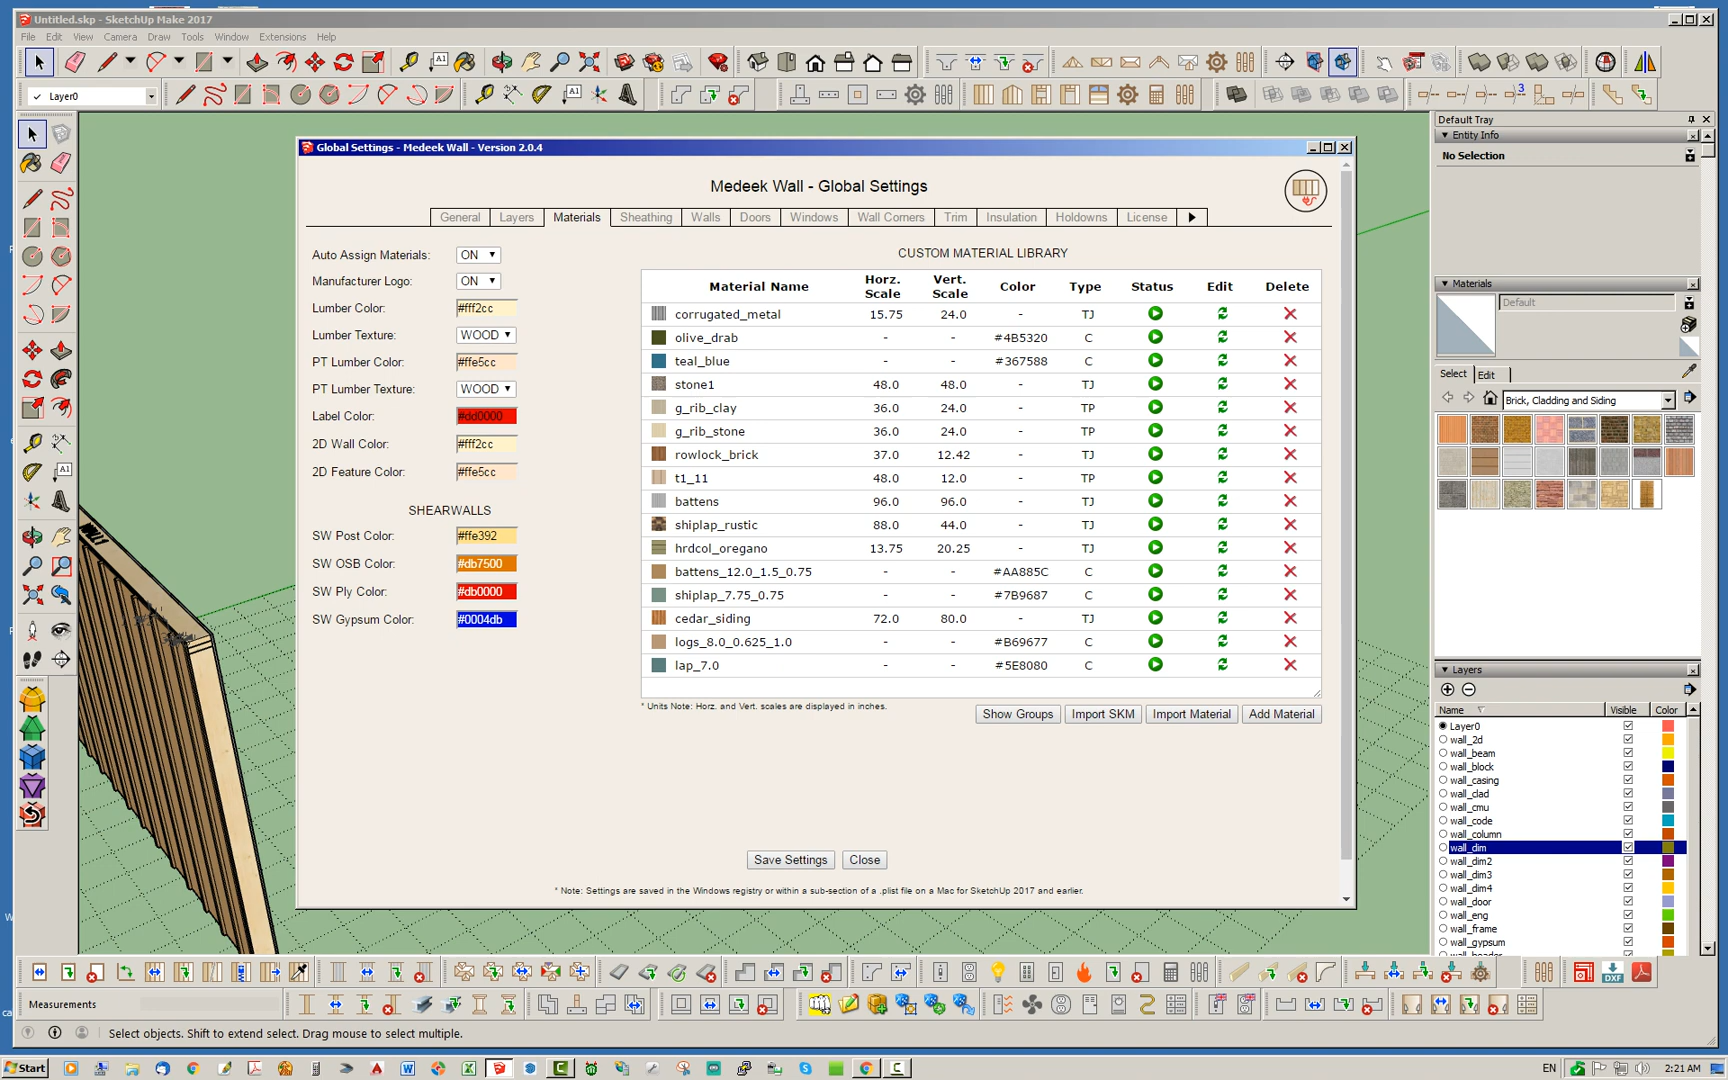 Untitled.skp - SketchUp Make 2017
File Edit View Camera Draw Tools Window Extensions Help
Layer0
Global Settings - Medeek Wall - Version 2.0.4
Medeek Wall - Global Settings
General Layers Materials Sheathing Walls Doors Windows Wall Corners Trim Insulation Holdowns License
Auto Assign Materials: ON
Manufacturer Logo: ON
Lumber Color: #fff2cc
Lumber Texture: WOOD
PT Lumber Color: #ffe5cc
PT Lumber Texture: WOOD
Label Color: #dd0000
2D Wall Color: #fff2cc
2D Feature Color: #ffe5cc
SHEARWALLS
SW Post Color: #ffe392
SW OSB Color: #db7500
SW Ply Color: #db0000
SW Gypsum Color: #0004db
CUSTOM MATERIAL LIBRARY
Material Name Horz. Scale Vert. Scale Color Type Status Edit Delete
corrugated_metal 15.75 24.0 - TJ
olive_drab - - #4B5320 C
teal_blue - - #367588 C
stone1 48.0 48.0 - TJ
g_rib_clay 36.0 24.0 - TP
g_rib_stone 36.0 24.0 - TP
rowlock_brick 37.0 12.42 - TJ
t1_11 48.0 12.0 - TP
battens 96.0 96.0 - TJ
shiplap_rustic 88.0 44.0 - TJ
hrdcol_oregano 13.75 20.25 - TJ
battens_12.0_1.5_0.75 - - #AA885C C
shiplap_7.75_0.75 - - #7B9687 C
cedar_siding 72.0 80.0 - TJ
logs_8.0_0.625_1.0 - - #B69677 C
lap_7.0 - - #5E8080 C
* Units Note: Horz. and Vert. scales are displayed in inches.
Show Groups Import SKM Import Material Add Material
Save Settings Close
* Note: Settings are saved in the Windows registry or within a sub-section of a .plist file on a Mac for SketchUp 2017 and earlier.
Default Tray
Entity Info
No Selection
Materials
Default
Select Edit
Brick, Cladding and Siding
Layers
Name Visible Color
Layer0
wall_2d
wall_beam
wall_block
wall_casing
wall_clad
wall_cmu
wall_code
wall_column
wall_dim
wall_dim2
wall_dim3
wall_dim4
wall_door
wall_eng
wall_frame
wall_gypsum
Measurements
Select objects. Shift to extend select. Drag mouse to select multiple.
Start
EN
2:21 AM